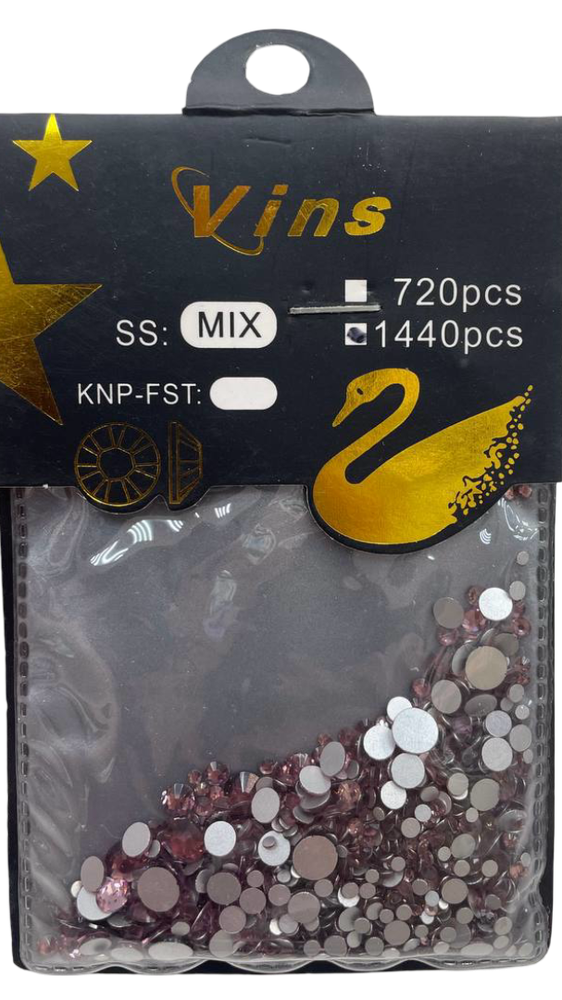 Vins
720pcs
SS: MIX
1440pcs
KNP-FST: